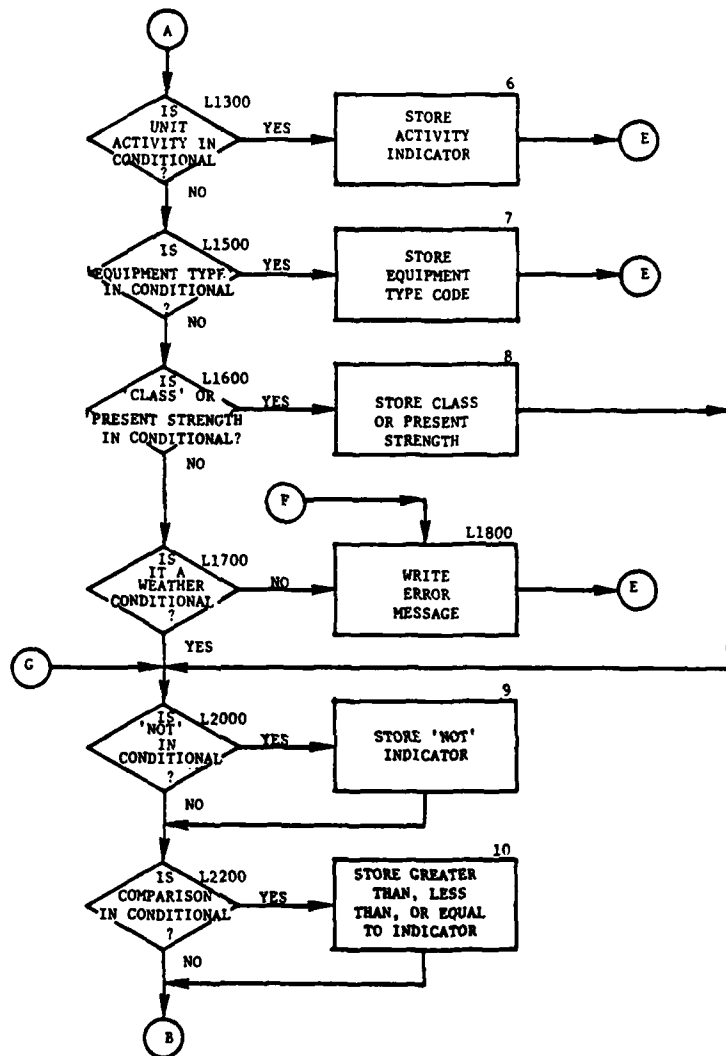 A
IS L1300
UNIT
ACTIVITY IN
CONDITIONAL
?
YES
NO
6
STORE
ACTIVITY
INDICATOR
E
L1500
IS
EQUIPMENT TYPE
IN CONDITIONAL
?
YES
NO
7
STORE
EQUIPMENT
TYPE CODE
E
IS L1600
'CLASS' OR
PRESENT STRENGTH
IN CONDITIONAL?
YES
NO
8
STORE CLASS
OR PRESENT
STRENGTH
F
IS L1700
IT A
WEATHER
CONDITIONAL
?
NO
YES
L1800
WRITE
ERROR
MESSAGE
E
G
IS L2000
'NOT'
IN
CONDITIONAL
?
YES
NO
9
STORE 'NOT'
INDICATOR
IS L2200
COMPARISON
IN CONDITIONAL
?
YES
NO
10
STORE GREATER
THAN, LESS
THAN, OR EQUAL
TO INDICATOR
B